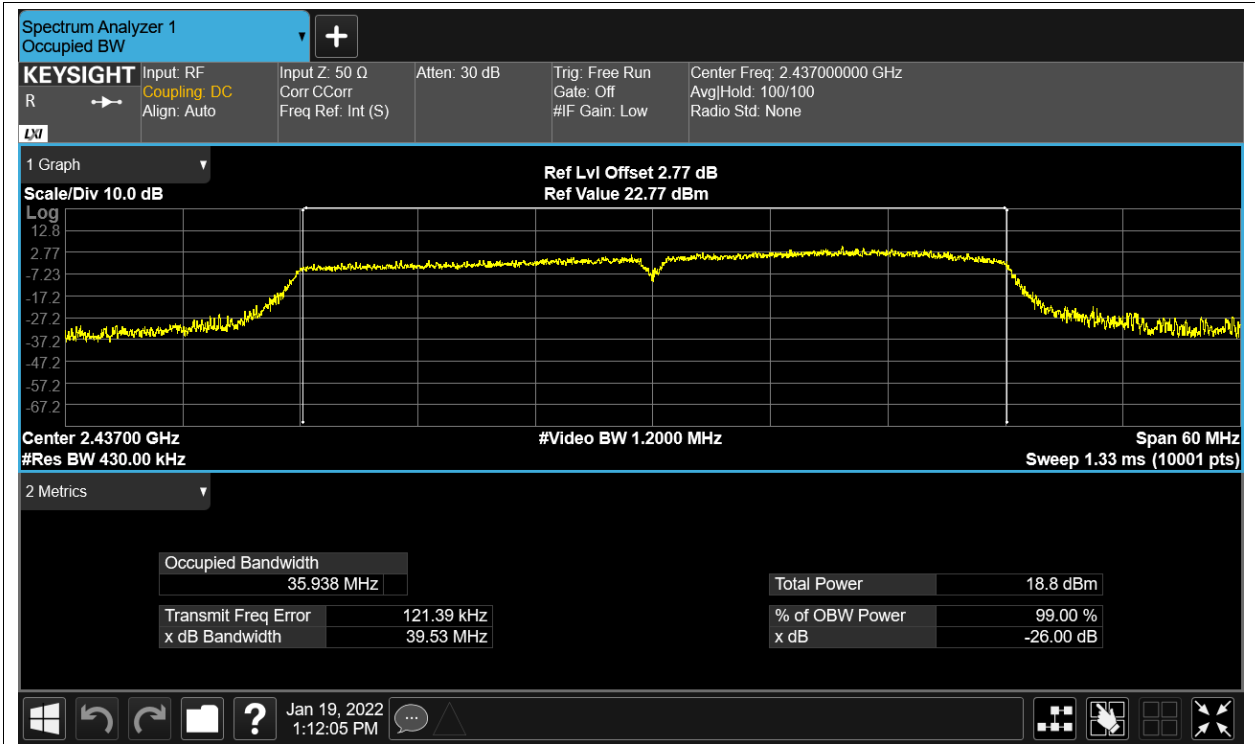 Spectrum Analyzer 1
Occupied BW
KEYSIGHT
R
LXI
Input: RF
Coupling: DC
Align: Auto
Input Z: 50 Ω
Corr CCorr
Freq Ref: Int (S)
Atten: 30 dB
Trig: Free Run
Gate: Off
#IF Gain: Low
Center Freq: 2.437000000 GHz
Avg|Hold: 100/100
Radio Std: None
1 Graph
Scale/Div 10.0 dB
Ref Lvl Offset 2.77 dB
Ref Value 22.77 dBm
Log
12.8
2.77
-7.23
-17.2
-27.2
-37.2
-47.2
-57.2
-67.2
Center 2.43700 GHz
#Res BW 430.00 kHz
#Video BW 1.2000 MHz
Span 60 MHz
Sweep 1.33 ms (10001 pts)
2 Metrics
Occupied Bandwidth
35.938 MHz
Transmit Freq Error 121.39 kHz
x dB Bandwidth 39.53 MHz
Total Power 18.8 dBm
% of OBW Power 99.00 %
x dB -26.00 dB
?
Jan 19, 2022
1:12:05 PM